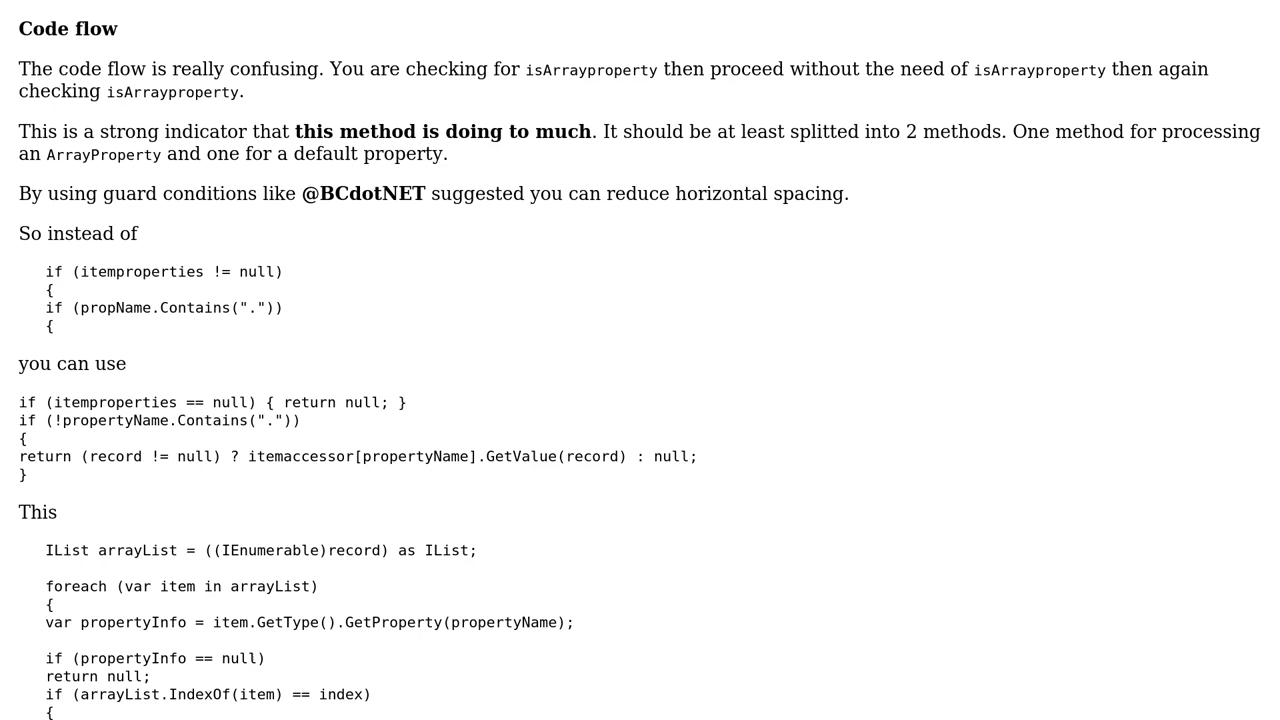 Code flow
The code flow is really confusing. You are checking for isArrayproperty then proceed without the need of isArrayproperty then again
checking isArrayproperty.
This is a strong indicator that this method is doing to much. It should be at least splitted into 2 methods. One method for processing
an ArrayProperty and one for a default property.
By using guard conditions like @BCdotNET suggested you can reduce horizontal spacing.
So instead of
if (itemproperties != null)
{
if (propName.Contains("."))
{
you can use
if (itemproperties == null) { return null; }
if (!propertyName.Contains("."))
{
return (record != null) ? itemaccessor[propertyName].GetValue(record) : null;
}
This
IList arrayList = ((IEnumerable)record) as IList;
foreach (var item in arrayList)
{
var propertyInfo = item.GetType().GetProperty(propertyName);
if (propertyInfo == null)
return null;
if (arrayList.IndexOf(item) == index)
{